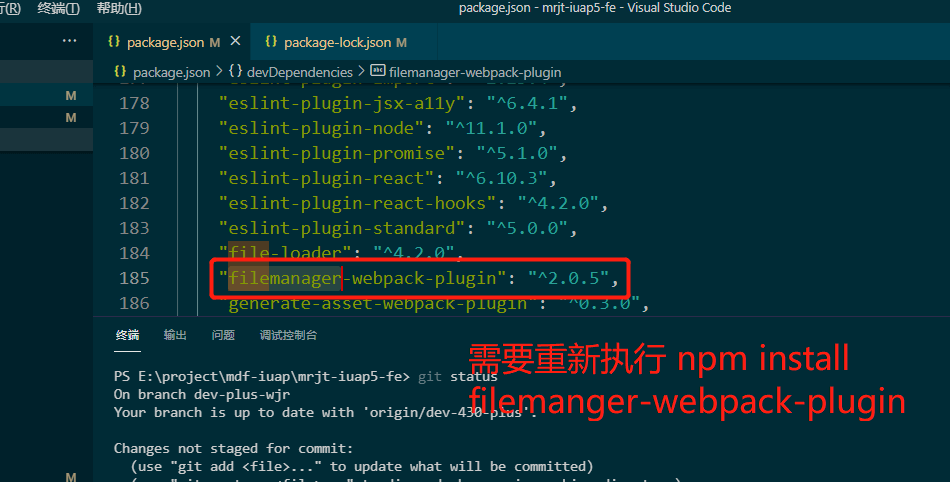 行(R) 终端(T) 帮助(H) package.json - mrjt-iuap5-fe - Visual Studio Code
··· {} package.json M × {} package-lock.json M
{} package.json > {} devDependencies > abc filemanager-webpack-plugin
M
M
178 "eslint-plugin-jsx-a11y": "^6.4.1",
179 "eslint-plugin-node": "^11.1.0",
180 "eslint-plugin-promise": "^5.1.0",
181 "eslint-plugin-react": "^6.10.3",
182 "eslint-plugin-react-hooks": "^4.2.0",
183 "eslint-plugin-standard": "^5.0.0",
184 "file-loader": "^4.2.0",
185 "filemanager-webpack-plugin": "^2.0.5",
186 "generate-asset-webpack-plugin": "^0.3.0",
终端 输出 问题 调试控制台
需要重新执行 npm install
filemanger-webpack-plugin
PS E:\project\mdf-iuap\mrjt-iuap5-fe> git status
On branch dev-plus-wjr
Your branch is up to date with 'origin/dev-430-plus'.
Changes not staged for commit:
(use "git add <file>..." to update what will be committed)
M